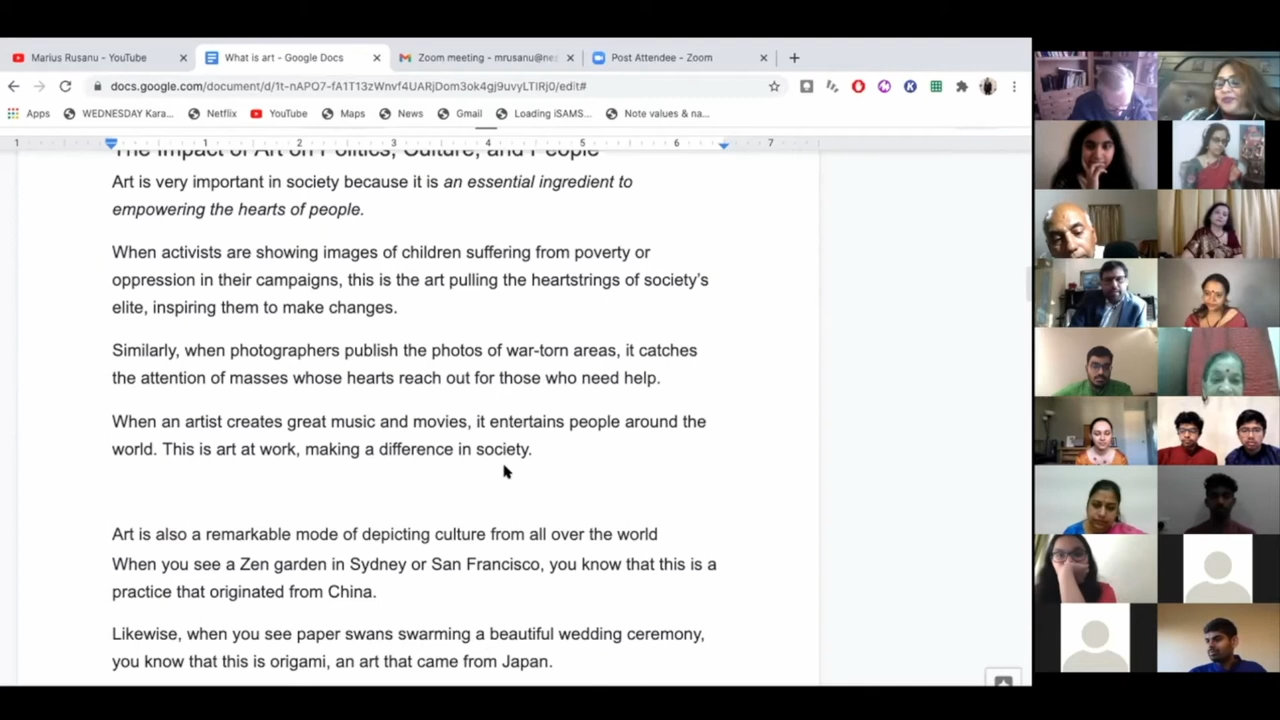 Marius Rusanu - YouTube
What is art - Google Docs
Zoom meeting - mrusanu@ne
Post Attendee - Zoom
docs.google.com/document/d/1t-nAPO7-fA1T13zWnvf4UARjDom3ok4gj9uvyLTIRj0/edit#
Apps
WEDNESDAY Kara...
Netflix
YouTube
Maps
News
Gmail
Loading iSAMS...
Note values & na...
1 1 2 3 4 5 6 7
The Impact of Art on Politics, Culture, and People
Art is very important in society because it is an essential ingredient to
empowering the hearts of people.
When activists are showing images of children suffering from poverty or
oppression in their campaigns, this is the art pulling the heartstrings of society's
elite, inspiring them to make changes.
Similarly, when photographers publish the photos of war-torn areas, it catches
the attention of masses whose hearts reach out for those who need help.
When an artist creates great music and movies, it entertains people around the
world. This is art at work, making a difference in society.
Art is also a remarkable mode of depicting culture from all over the world
When you see a Zen garden in Sydney or San Francisco, you know that this is a
practice that originated from China.
Likewise, when you see paper swans swarming a beautiful wedding ceremony,
you know that this is origami, an art that came from Japan.